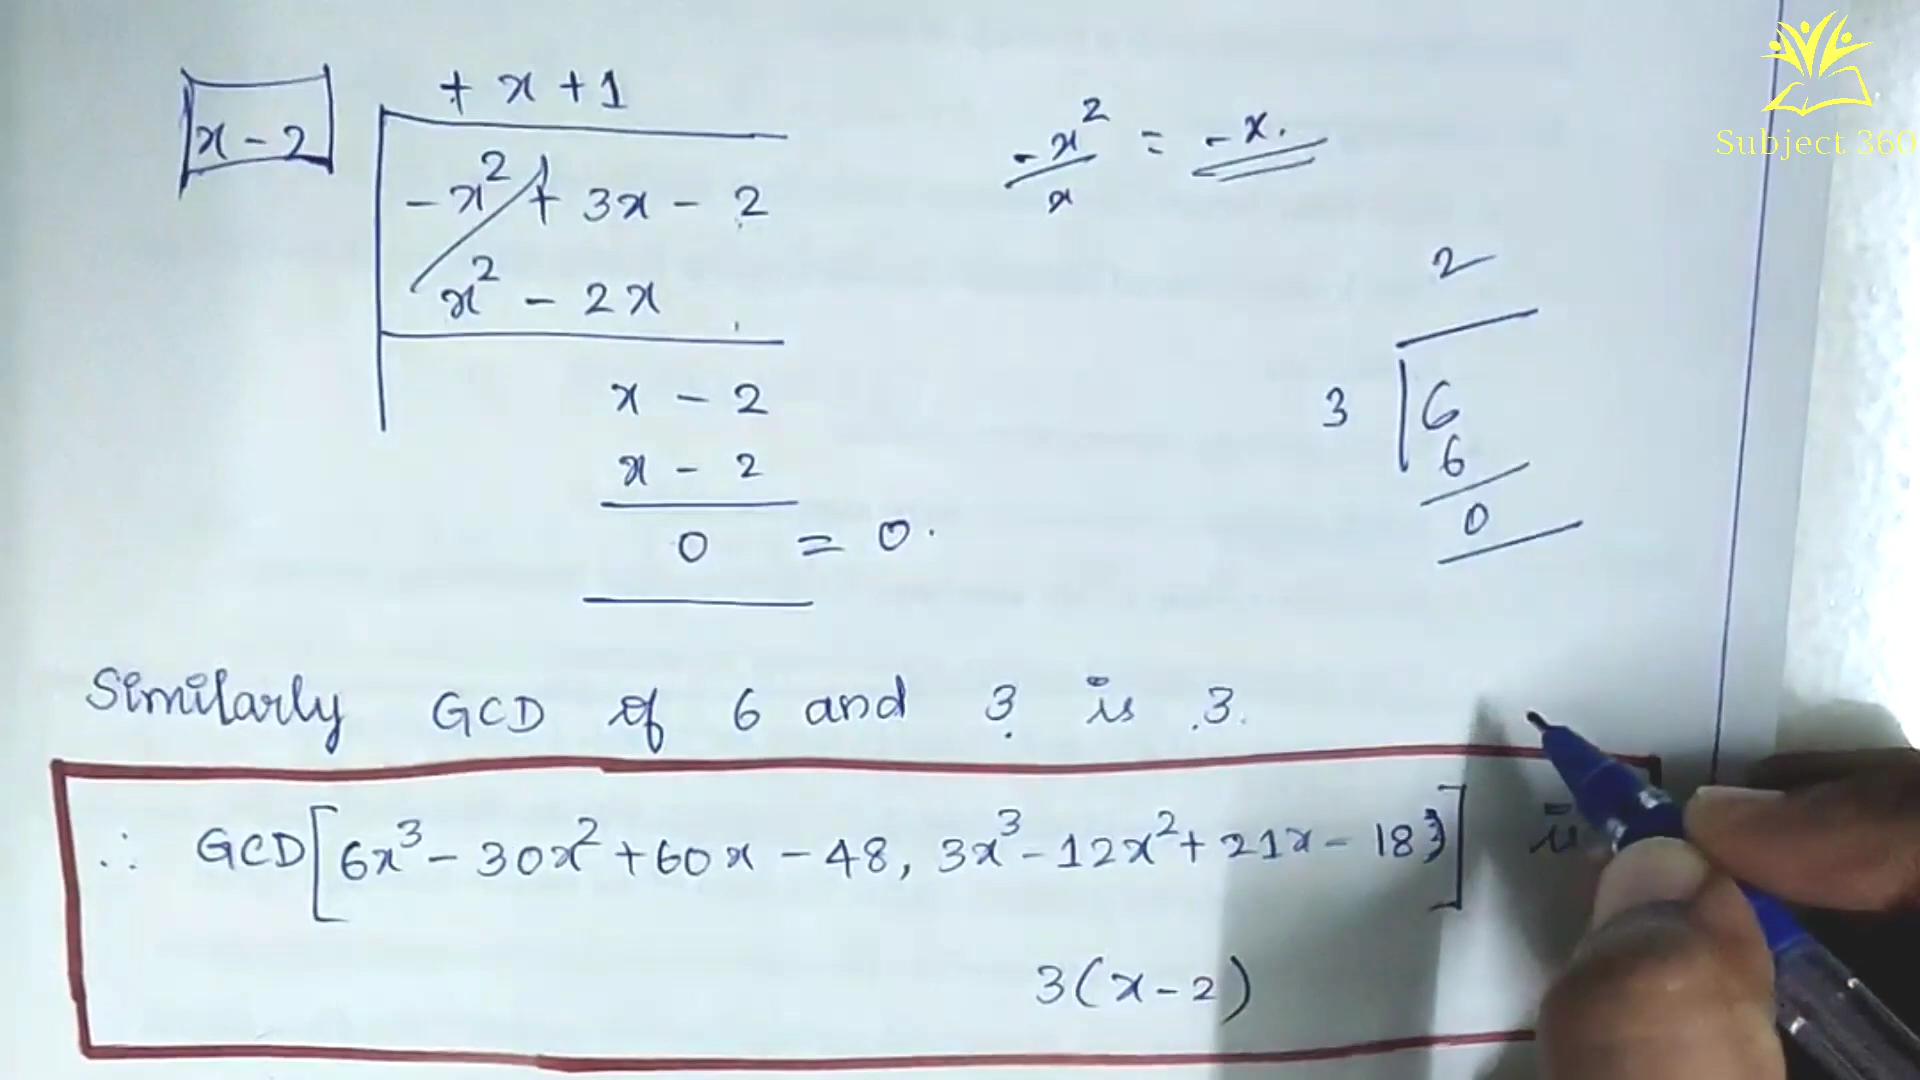 Subject 360
+ x + 1
x - 2
- x² + 3x - 2
x² - 2x
x - 2
x - 2
0 = 0.
-x²/x = -x.
2
3 6
6
0
Similarly GCD of 6 and 3 is 3.
∴ GCD[6x³ - 30x² + 60x - 48, 3x³ - 12x² + 21x - 18] is
3(x - 2)